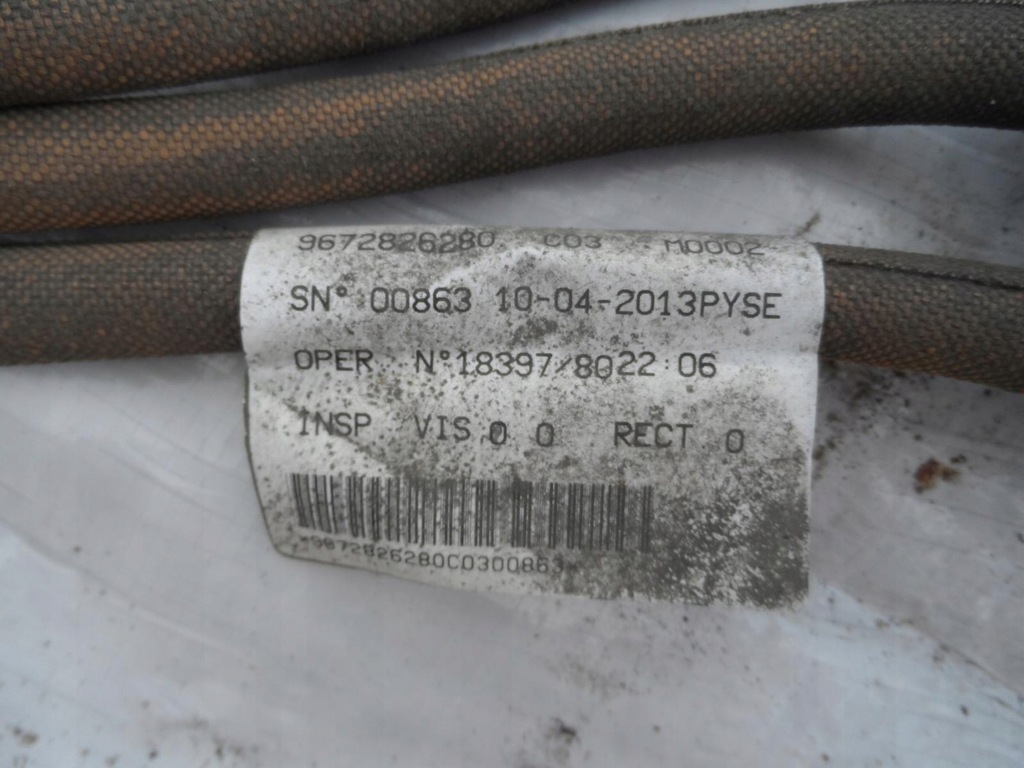 9672826280 C03 M0002
SN° 00863 10-04-2013PYSE
OPER N°18397/8022:06
INSP VIS 0 0 RECT 0
*9672826280C0300863*